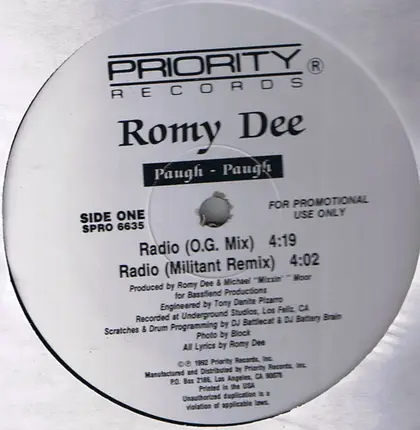 PRIORITY ®
RECORDS
Romy Dee
Paugh - Paugh
SIDE ONE
SPRO 6635
FOR PROMOTIONAL
USE ONLY
Radio (O.G. Mix) 4:19
Radio (Militant Remix) 4:02
Produced by Romy Dee & Michael "Mixxin'" Moor
for Bassfiend Productions
Engineered by Tony Danite Pizarro
Recorded at Underground Studios, Los Feliz, CA
Scratches & Drum Programming by DJ Battlecat & DJ Battery Brain
Photo by Block
All Lyrics by Romy Dee
©℗ 1992 Priority Records, Inc.
Manufactured and Distributed by Priority Records, Inc.
P.O. Box 2186, Los Angeles, CA 90078
Printed in the USA
Unauthorized duplication is a
violation of applicable laws.